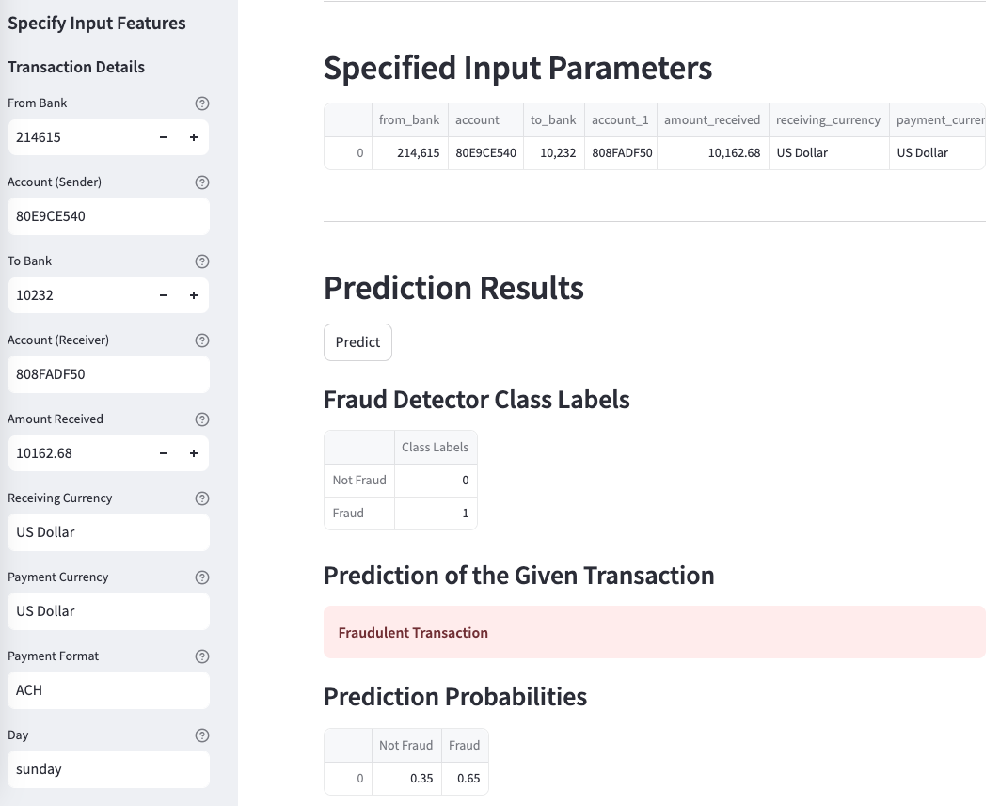 Specify Input Features
Transaction Details
From Bank
214615
Account (Sender)
80E9CE540
To Bank
10232
Account (Receiver)
808FADF50
Amount Received
10162.68
Receiving Currency
US Dollar
Payment Currency
US Dollar
Payment Format
ACH
Day
sunday
Specified Input Parameters
from_bank account to_bank account_1 amount_received receiving_currency payment_curren
0 214,615 80E9CE540 10,232 808FADF50 10,162.68 US Dollar US Dollar
Prediction Results
Predict
Fraud Detector Class Labels
Class Labels
Not Fraud 0
Fraud 1
Prediction of the Given Transaction
Fraudulent Transaction
Prediction Probabilities
Not Fraud Fraud
0 0.35 0.65